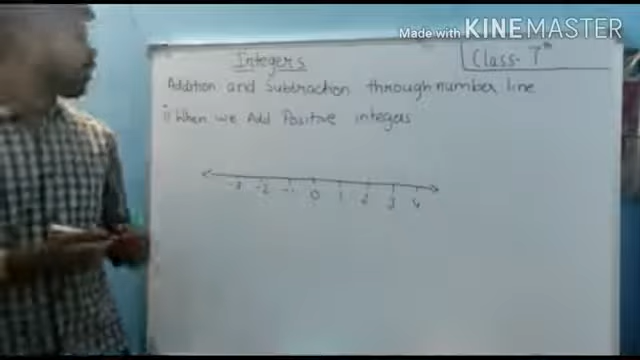 Made with KINEMASTER
Integers
Class- 7th
Addition and Subtraction through number line
i) When we Add Positive integers
-3 -2 -1 0 1 2 3 4